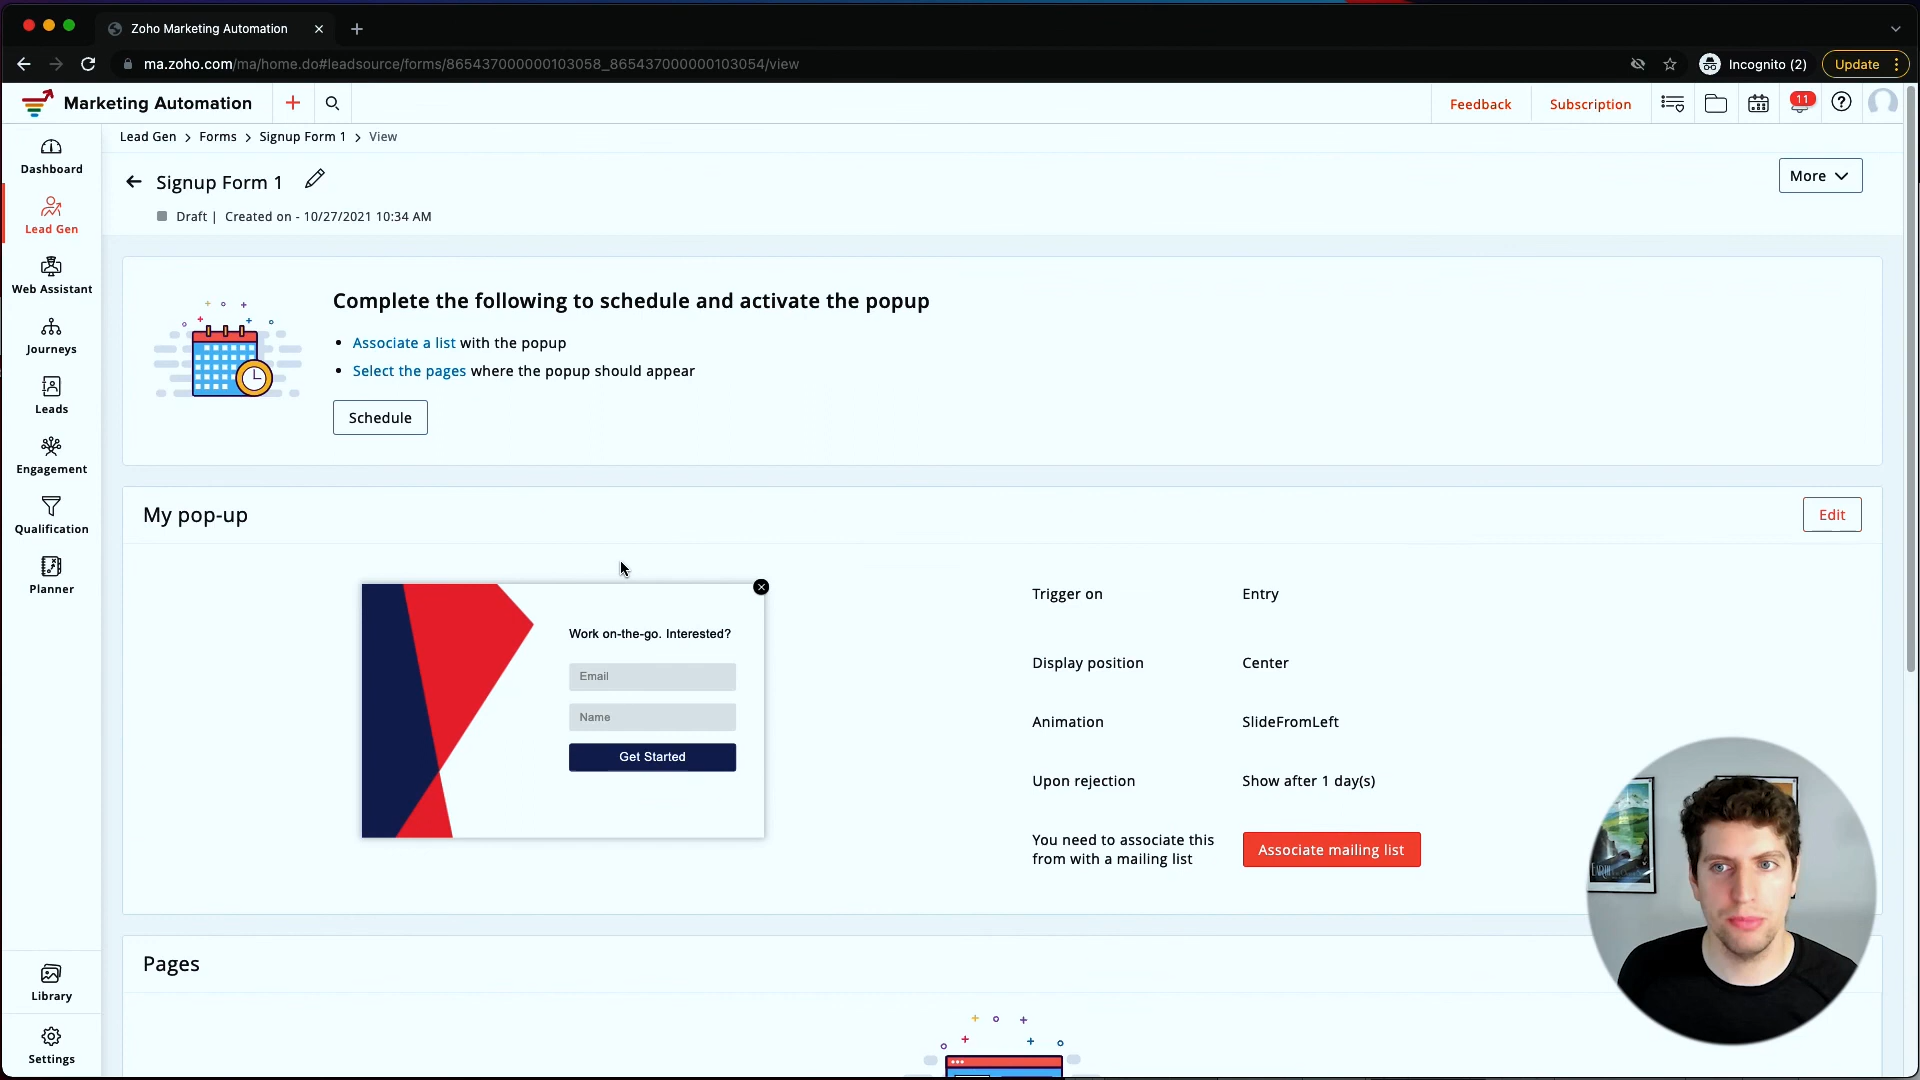 Zoho Marketing Automation
ma.zoho.com/ma/home.do#leadsource/forms/865437000000103058_865437000000103054/view
Incognito (2)
Update
Marketing Automation
Feedback
Subscription
11
Lead Gen > Forms > Signup Form 1 > View
Dashboard
Lead Gen
Web Assistant
Journeys
Leads
Engagement
Qualification
Planner
Library
Settings
Signup Form 1
More
Draft | Created on - 10/27/2021 10:34 AM
Complete the following to schedule and activate the popup
• Associate a list with the popup
• Select the pages where the popup should appear
Schedule
My pop-up
Edit
Work on-the-go. Interested?
Email
Name
Get Started
Trigger on Entry
Display position Center
Animation SlideFromLeft
Upon rejection Show after 1 day(s)
You need to associate this
from with a mailing list
Associate mailing list
Pages
EARTH